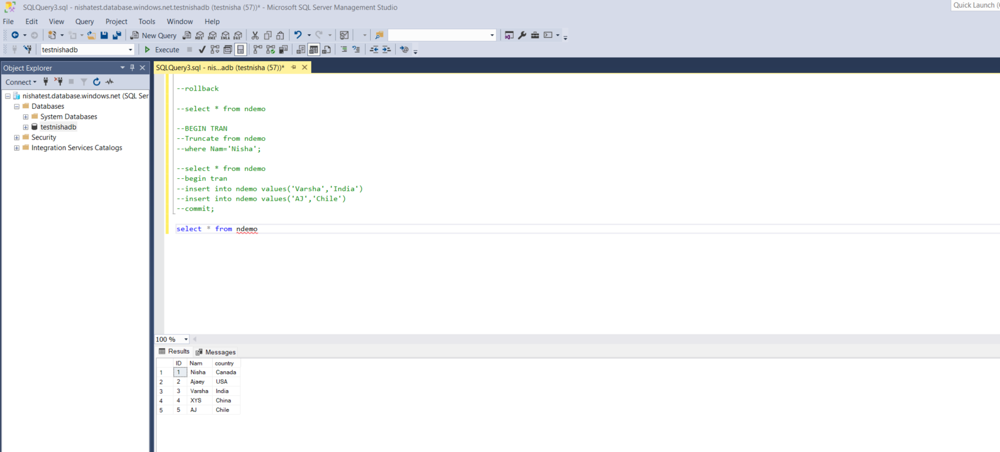 SQLQuery3.sql - nishatest.database.windows.net.testnishadb (testnisha (57))* - Microsoft SQL Server Management Studio
Quick Launch (
File Edit View Query Project Tools Window Help
New Query MDX DMX XMLA DAX
testnishadb Execute
Object Explorer
SQLQuery3.sql - nis...adb (testnisha (57))*
Connect
nishatest.database.windows.net (SQL Ser
Databases
System Databases
testnishadb
Security
Integration Services Catalogs
--rollback
--select * from ndemo
--BEGIN TRAN
--Truncate from ndemo
--where Nam='Nisha';
--select * from ndemo
--begin tran
--insert into ndemo values('Varsha','India')
--insert into ndemo values('AJ','Chile')
--commit;
select * from ndemo
100 %
Results Messages
ID Nam country
1 1 Nisha Canada
2 2 Ajaey USA
3 3 Varsha India
4 4 XYS China
5 5 AJ Chile